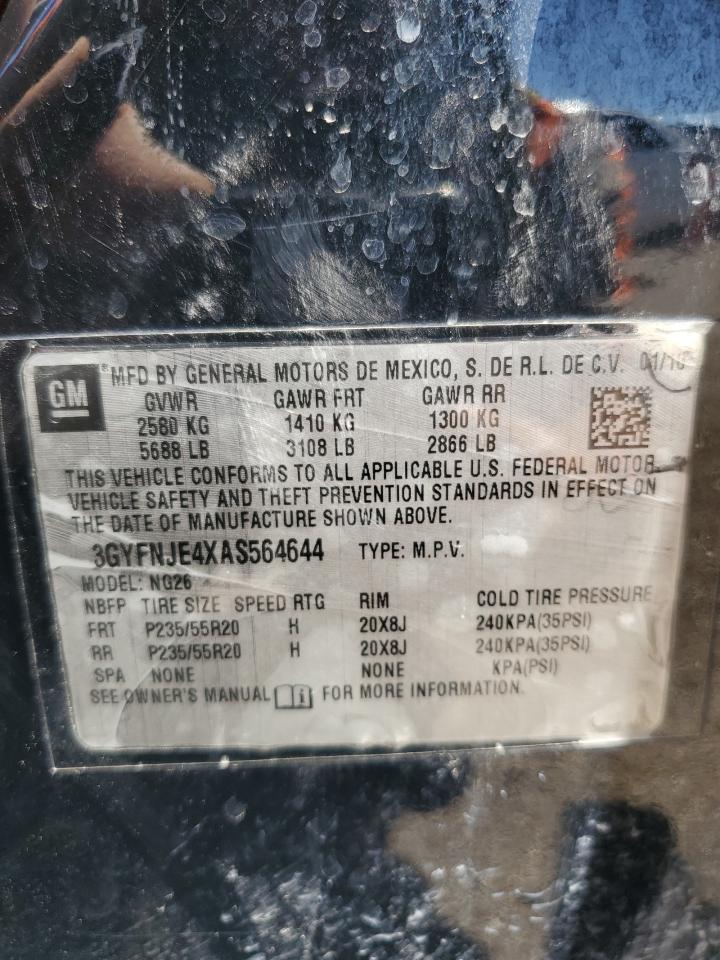 GM
® MFD BY GENERAL MOTORS DE MEXICO, S. DE R.L. DE C.V. 01/10
GVWR GAWR FRT GAWR RR
2580 KG 1410 KG 1300 KG
5688 LB 3108 LB 2866 LB
THIS VEHICLE CONFORMS TO ALL APPLICABLE U.S. FEDERAL MOTOR
VEHICLE SAFETY AND THEFT PREVENTION STANDARDS IN EFFECT ON
THE DATE OF MANUFACTURE SHOWN ABOVE.
3GYFNJE4XAS564644 TYPE: M.P.V.
MODEL: NG26
NBFP TIRE SIZE SPEED RTG RIM COLD TIRE PRESSURE
FRT P235/55R20 H 20X8J 240KPA(35PSI)
RR P235/55R20 H 20X8J 240KPA(35PSI)
SPA NONE NONE KPA(PSI)
SEE OWNER'S MANUAL FOR MORE INFORMATION.